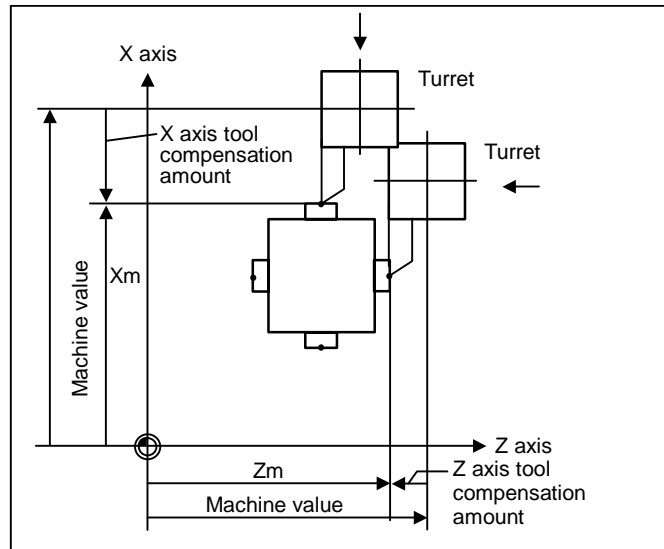 X axis
Turret
X axis tool
compensation
amount
Turret
Machine value
Xm
Z axis
Zm
Z axis tool
compensation
amount
Machine value